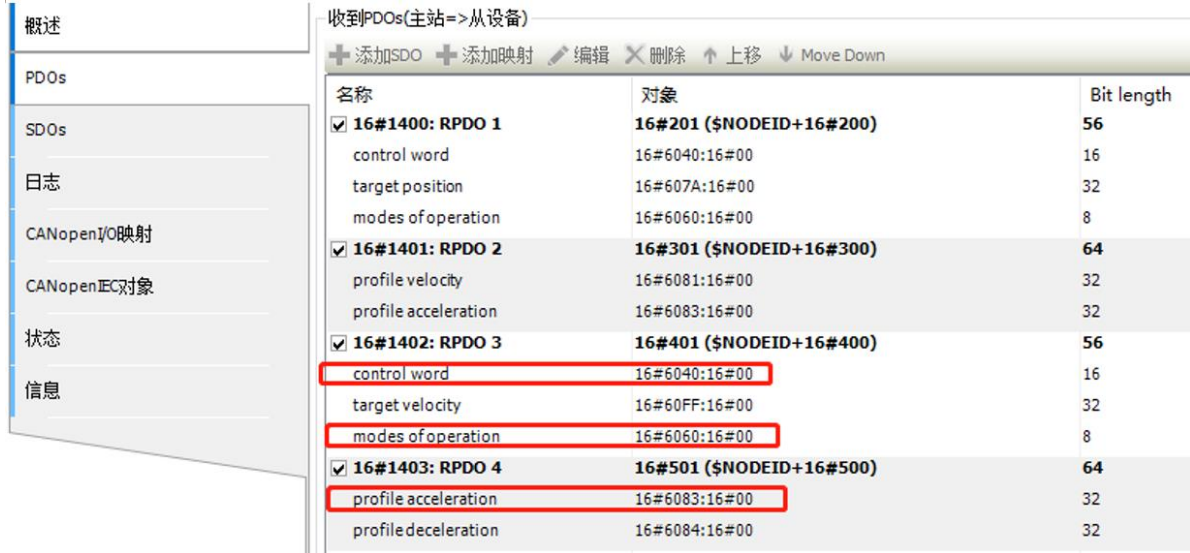 概述
PDOs
SDOs
日志
CANopenI/O映射
CANopenIEC对象
状态
信息
收到PDOs(主站=>从设备)
添加SDO 添加映射 编辑 删除 上移 Move Down
名称 对象 Bit length
16#1400: RPDO 1 16#201 ($NODEID+16#200) 56
control word 16#6040:16#00 16
target position 16#607A:16#00 32
modes of operation 16#6060:16#00 8
16#1401: RPDO 2 16#301 ($NODEID+16#300) 64
profile velocity 16#6081:16#00 32
profile acceleration 16#6083:16#00 32
16#1402: RPDO 3 16#401 ($NODEID+16#400) 56
control word 16#6040:16#00 16
target velocity 16#60FF:16#00 32
modes of operation 16#6060:16#00 8
16#1403: RPDO 4 16#501 ($NODEID+16#500) 64
profile acceleration 16#6083:16#00 32
profile deceleration 16#6084:16#00 32